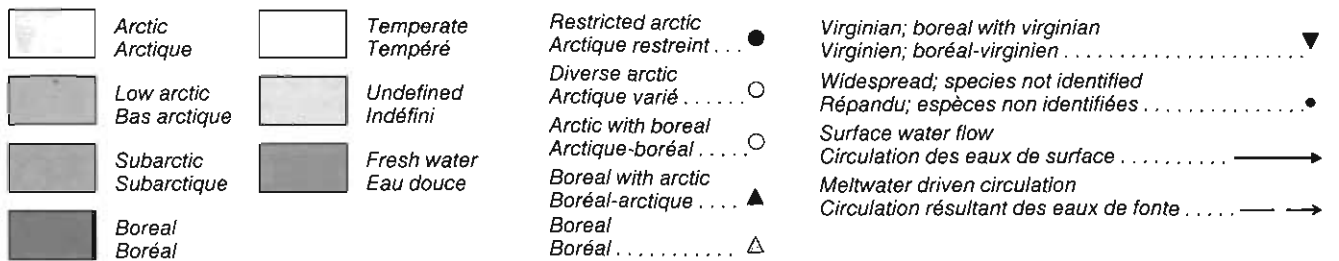 Arctic
Arctique
Low arctic
Bas arctique
Subarctic
Subarctique
Boreal
Boréal
Temperate
Tempéré
Undefined
Indéfini
Fresh water
Eau douce
Restricted arctic
Arctique restreint . . .
Diverse arctic
Arctique varié . . . . . .
Arctic with boreal
Arctique-boréal . . . . .
Boreal with arctic
Boréal-arctique . . . .
Boreal
Boréal . . . . . . . . . . .
Virginian; boreal with virginian
Virginien; boréal-virginien . . . . . . . . . . . . . . . . . . . . . .
Widespread; species not identified
Répandu; espèces non identifiées . . . . . . . . . . . . . . .
Surface water flow
Circulation des eaux de surface . . . . . . . . . .
Meltwater driven circulation
Circulation résultant des eaux de fonte . . . . .